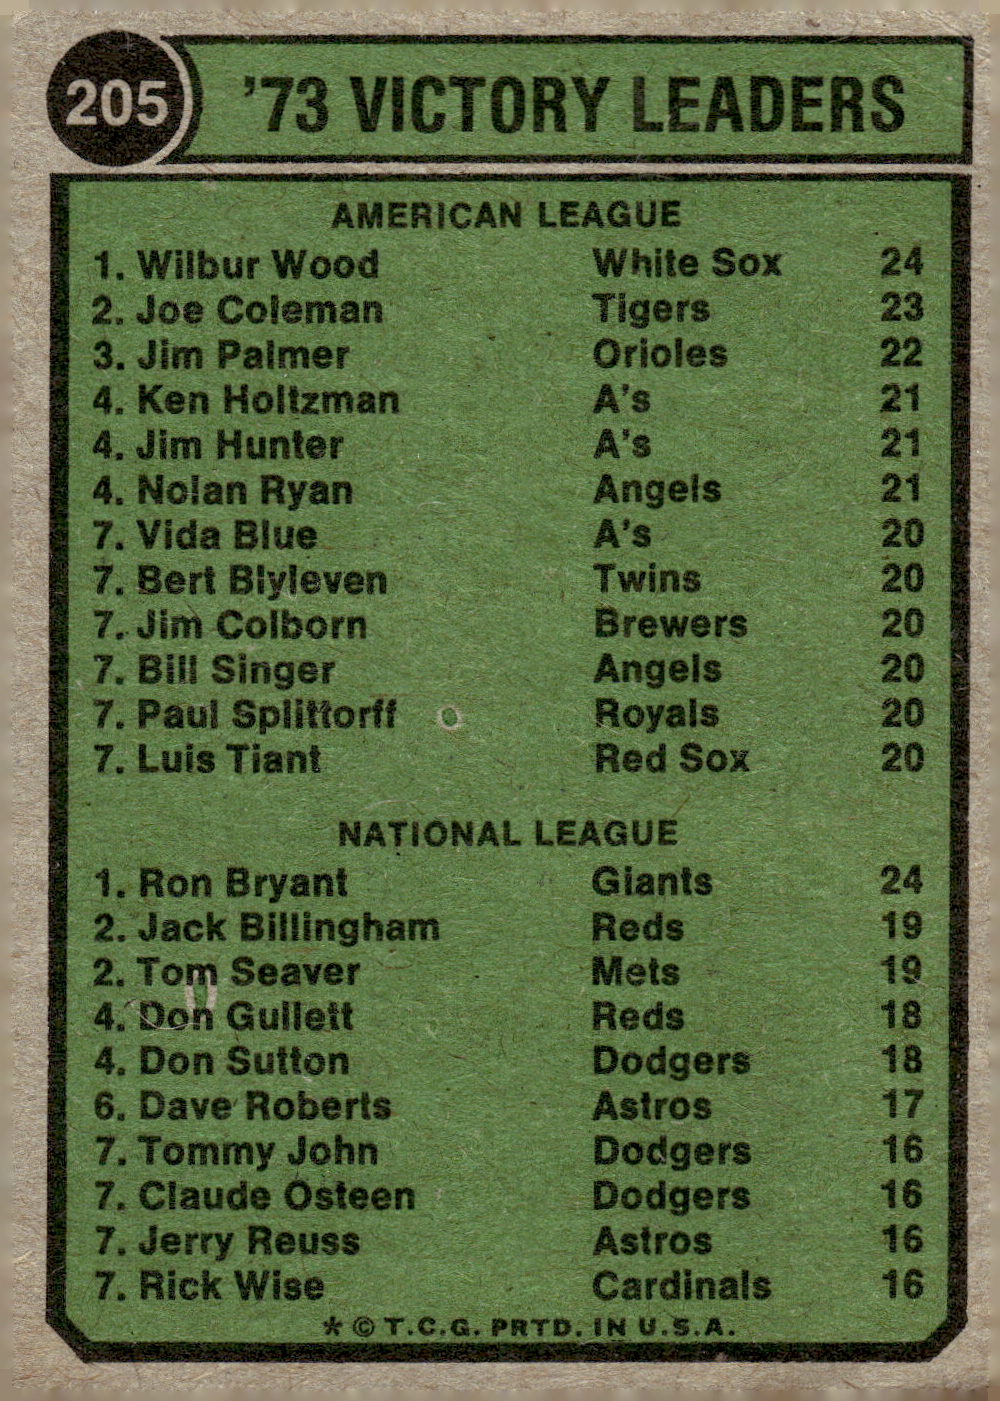 205
'73 VICTORY LEADERS
AMERICAN LEAGUE
1. Wilbur Wood White Sox 24
2. Joe Coleman Tigers 23
3. Jim Palmer Orioles 22
4. Ken Holtzman A's 21
4. Jim Hunter A's 21
4. Nolan Ryan Angels 21
7. Vida Blue A's 20
7. Bert Blyleven Twins 20
7. Jim Colborn Brewers 20
7. Bill Singer Angels 20
7. Paul Splittorff Royals 20
7. Luis Tiant Red Sox 20
NATIONAL LEAGUE
1. Ron Bryant Giants 24
2. Jack Billingham Reds 19
2. Tom Seaver Mets 19
4. Don Gullett Reds 18
4. Don Sutton Dodgers 18
6. Dave Roberts Astros 17
7. Tommy John Dodgers 16
7. Claude Osteen Dodgers 16
7. Jerry Reuss Astros 16
7. Rick Wise Cardinals 16
* © T.C.G. PRTD. IN U.S.A.